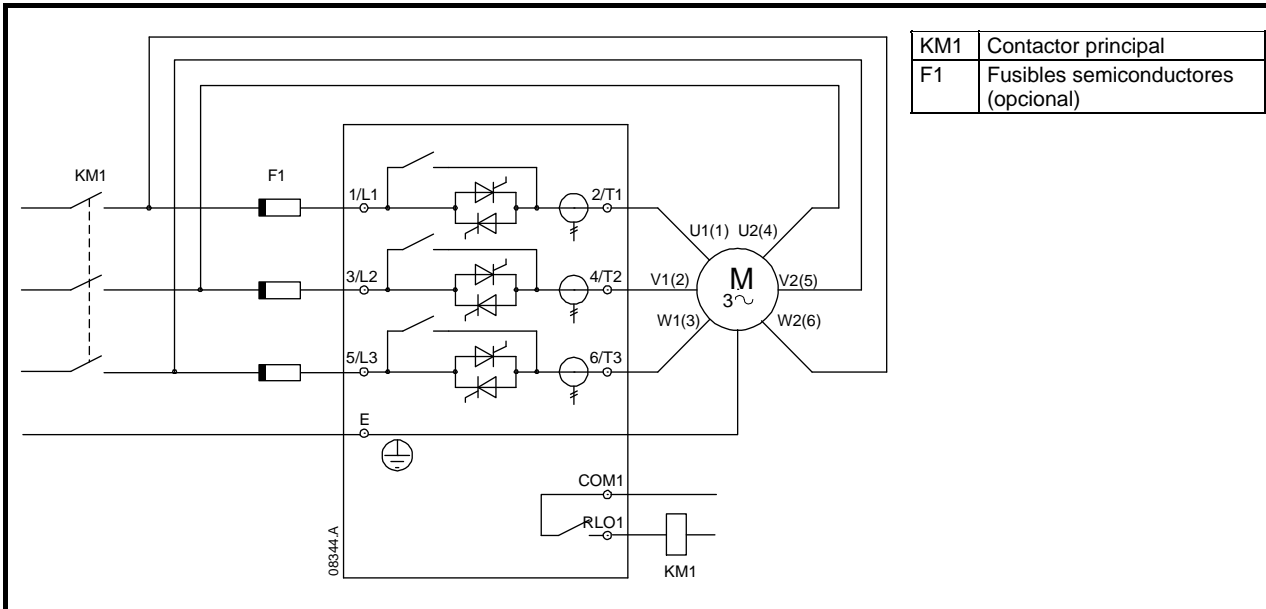 KM1 Contactor principal
F1 Fusibles semiconductores
(opcional)
KM1
F1
1/L1
2/T1
U1(1) U2(4)
3/L2
4/T2
V1(2)
M
3~
V2(5)
W1(3)
W2(6)
5/L3
6/T3
E
COM1
RLO1
KM1
08344.A